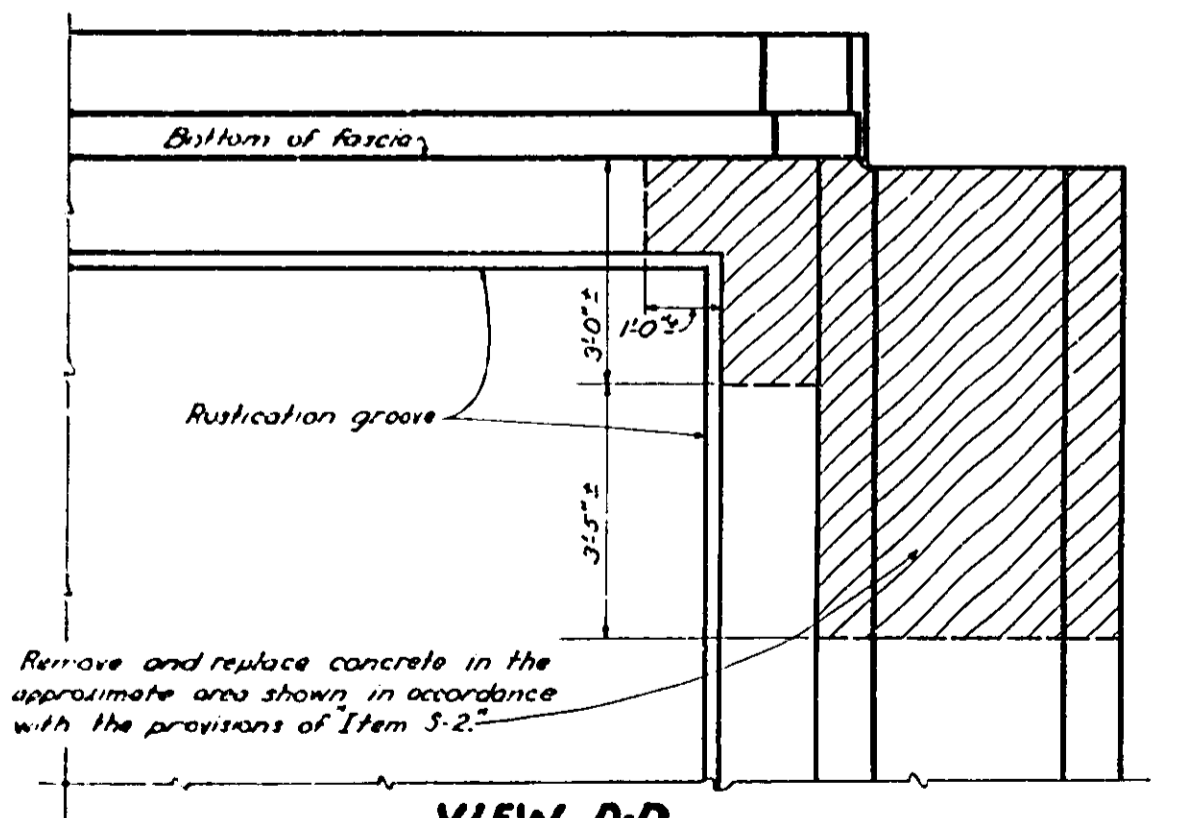 Bottom of fascia
3'-0"±
1'-0"±
Rustication groove
3'-5"±
Remove and replace concrete in the
approximate area shown in accordance
with the provisions of "Item S-2."
VIEW D-D